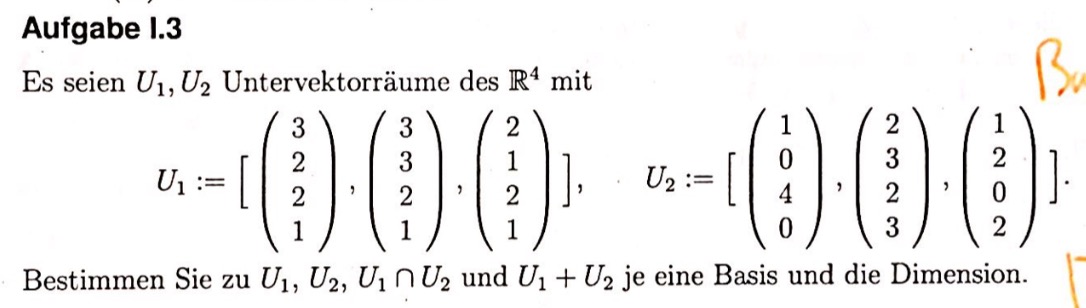 Aufgabe I.3
Es seien U₁, U₂ Untervektorräume des ℝ⁴ mit
U₁ := [ (3 2 2 1), (3 3 2 1), (2 1 2 1) ], U₂ := [ (1 0 4 0), (2 3 2 3), (1 2 0 2) ].
Bestimmen Sie zu U₁, U₂, U₁ ∩ U₂ und U₁ + U₂ je eine Basis und die Dimension.